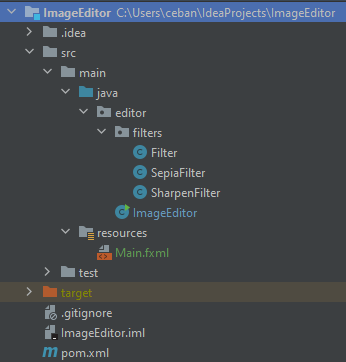 ImageEditor C:\Users\ceban\IdeaProjects\ImageEditor
.idea
src
main
java
editor
filters
Filter
SepiaFilter
SharpenFilter
ImageEditor
resources
Main.fxml
test
target
.gitignore
ImageEditor.iml
pom.xml